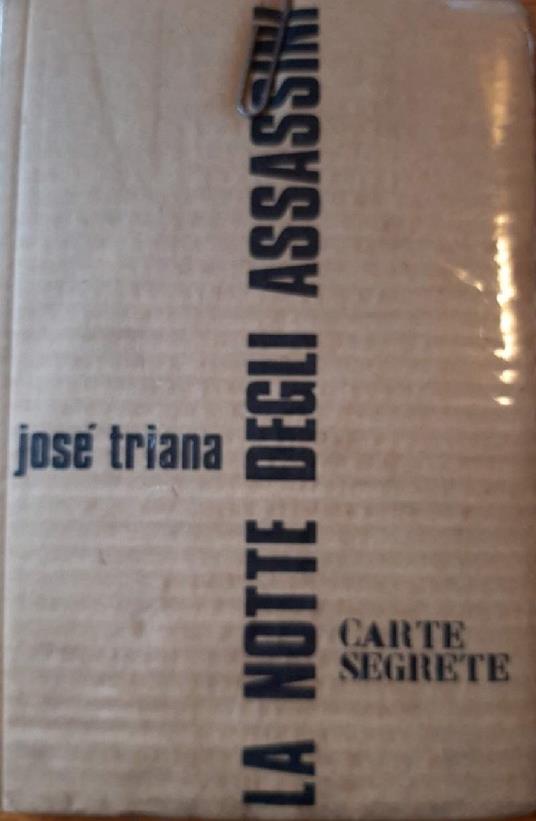 josé triana
LA NOTTE DEGLI ASSASSINI
CARTE
SEGRETE